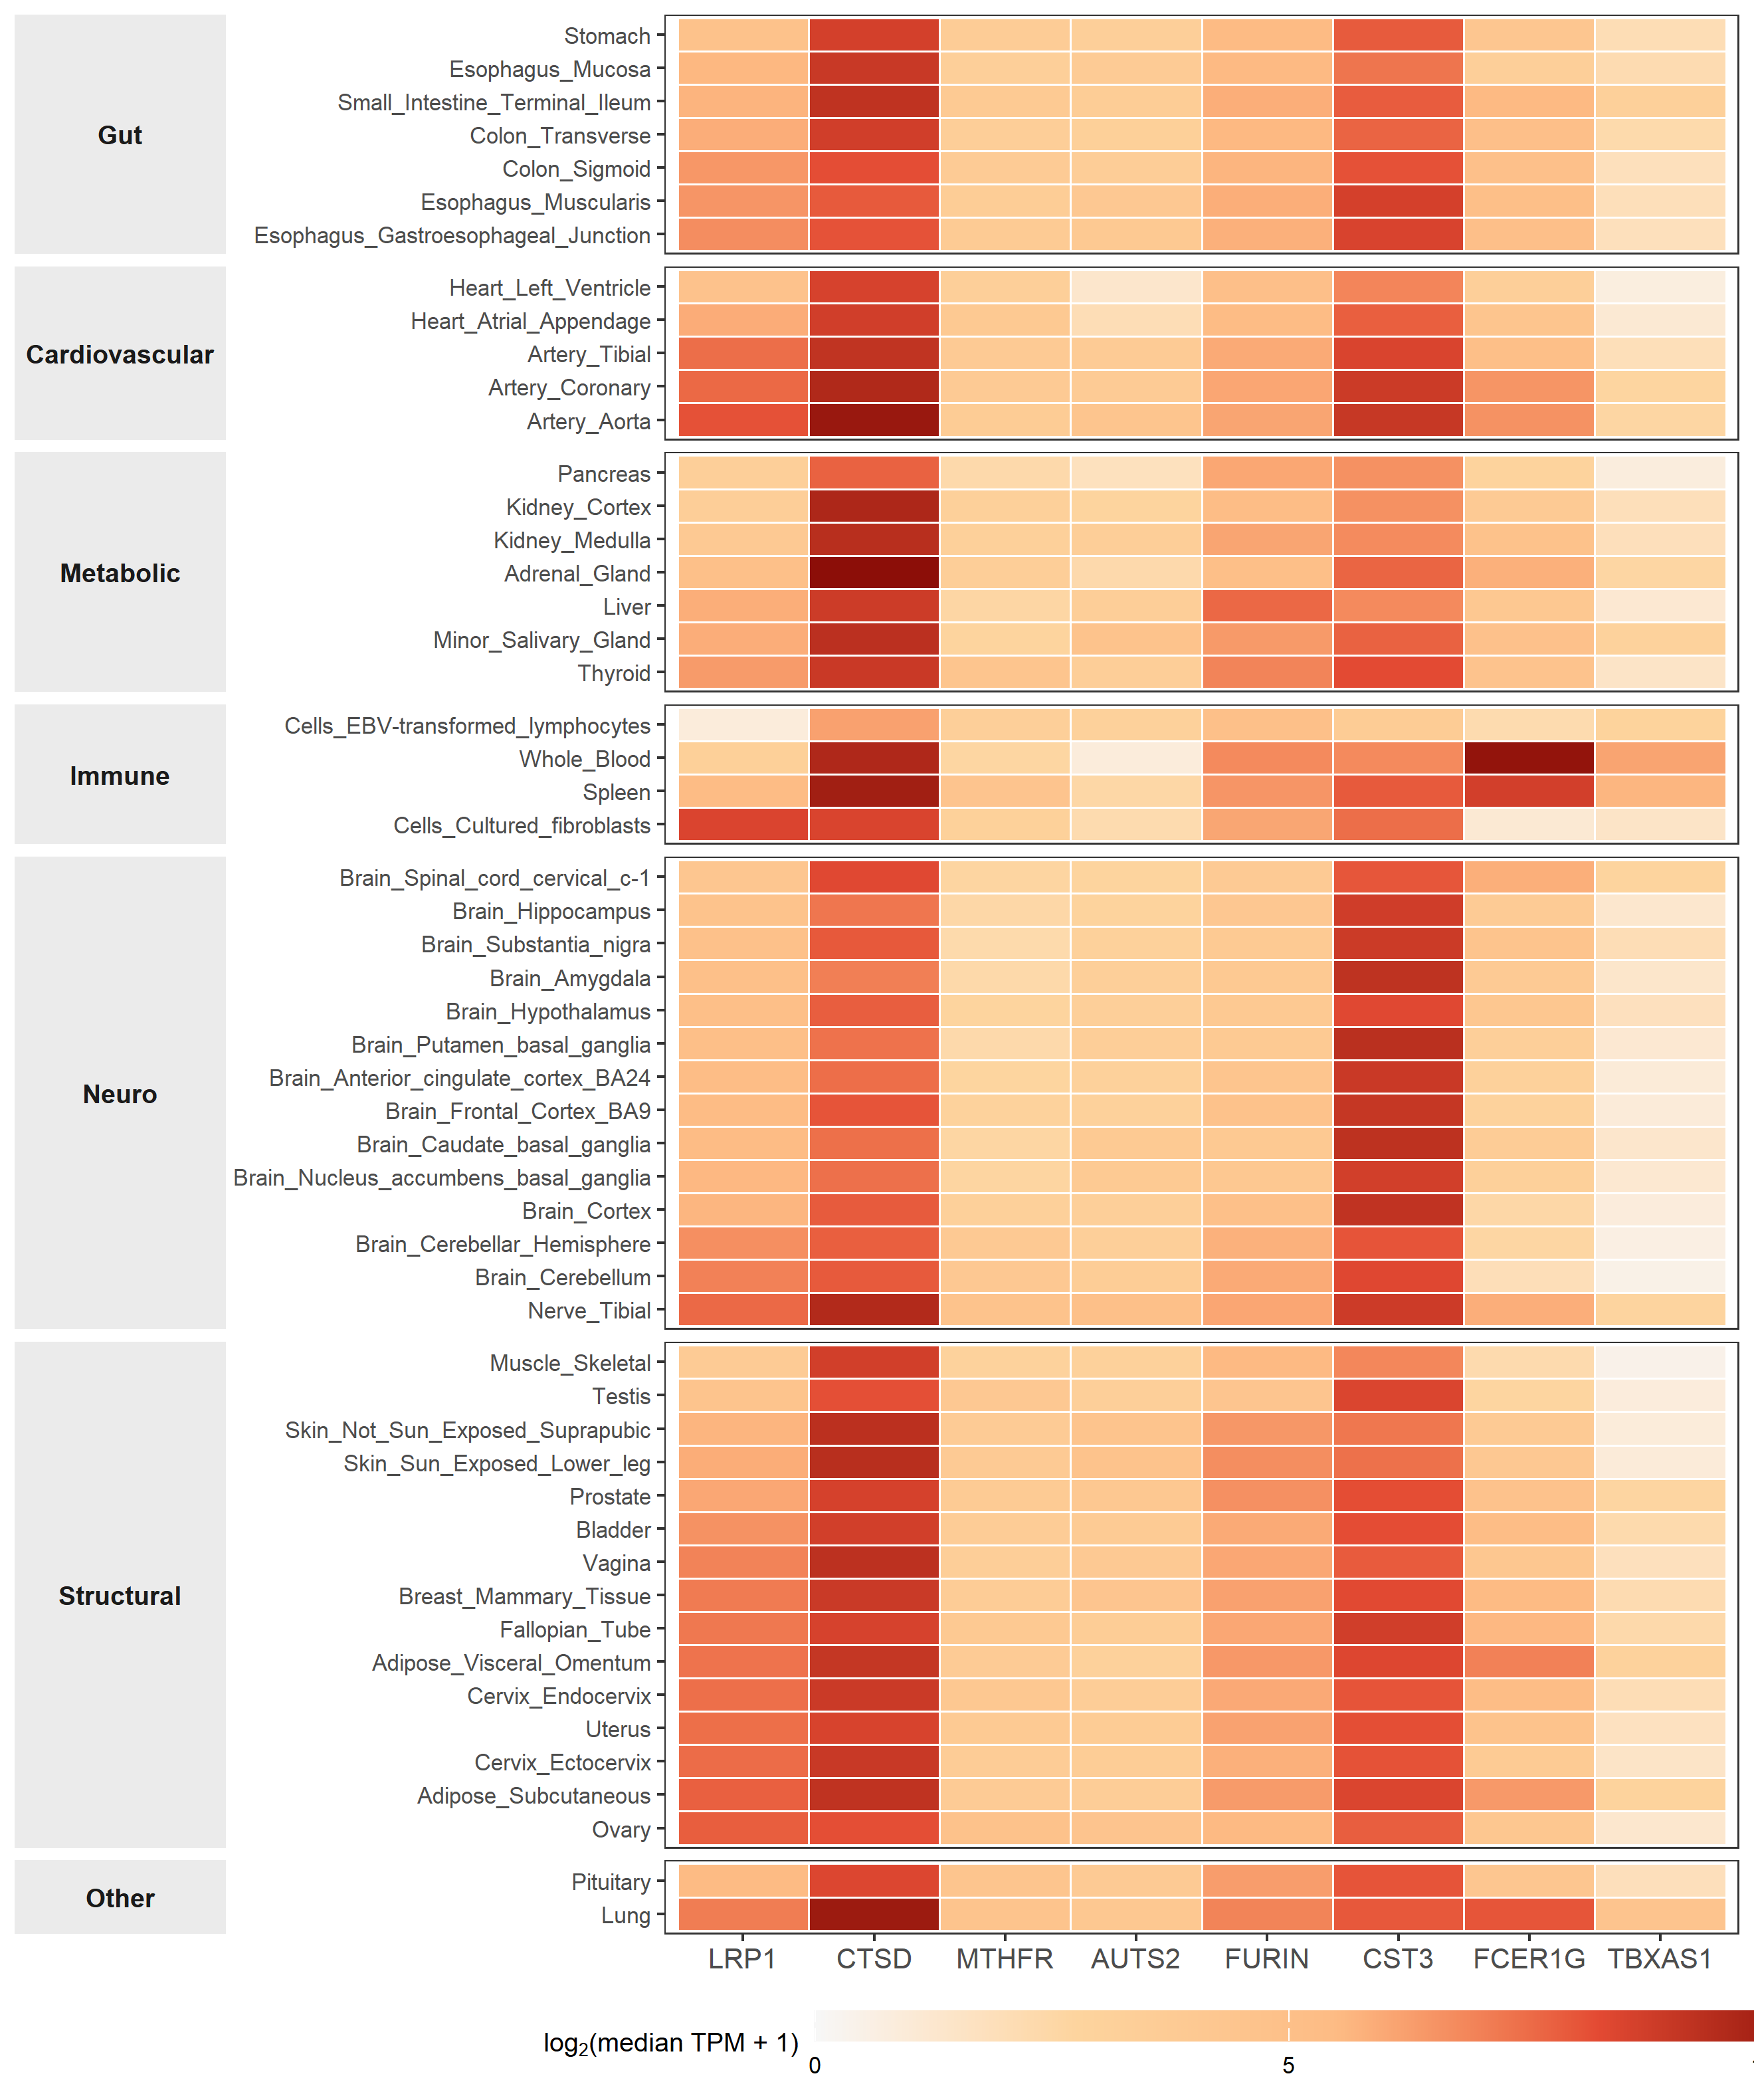 Gut
Stomach
Esophagus_Mucosa
Small_Intestine_Terminal_Ileum
Colon_Transverse
Colon_Sigmoid
Esophagus_Muscularis
Esophagus_Gastroesophageal_Junction
Cardiovascular
Heart_Left_Ventricle
Heart_Atrial_Appendage
Artery_Tibial
Artery_Coronary
Artery_Aorta
Metabolic
Pancreas
Kidney_Cortex
Kidney_Medulla
Adrenal_Gland
Liver
Minor_Salivary_Gland
Thyroid
Immune
Cells_EBV-transformed_lymphocytes
Whole_Blood
Spleen
Cells_Cultured_fibroblasts
Neuro
Brain_Spinal_cord_cervical_c-1
Brain_Hippocampus
Brain_Substantia_nigra
Brain_Amygdala
Brain_Hypothalamus
Brain_Putamen_basal_ganglia
Brain_Anterior_cingulate_cortex_BA24
Brain_Frontal_Cortex_BA9
Brain_Caudate_basal_ganglia
Brain_Nucleus_accumbens_basal_ganglia
Brain_Cortex
Brain_Cerebellar_Hemisphere
Brain_Cerebellum
Nerve_Tibial
Structural
Muscle_Skeletal
Testis
Skin_Not_Sun_Exposed_Suprapubic
Skin_Sun_Exposed_Lower_leg
Prostate
Bladder
Vagina
Breast_Mammary_Tissue
Fallopian_Tube
Adipose_Visceral_Omentum
Cervix_Endocervix
Uterus
Cervix_Ectocervix
Adipose_Subcutaneous
Ovary
Other
Pituitary
Lung
LRP1 CTSD MTHFR AUTS2 FURIN CST3 FCER1G TBXAS1
log₂(median TPM + 1)
0 5